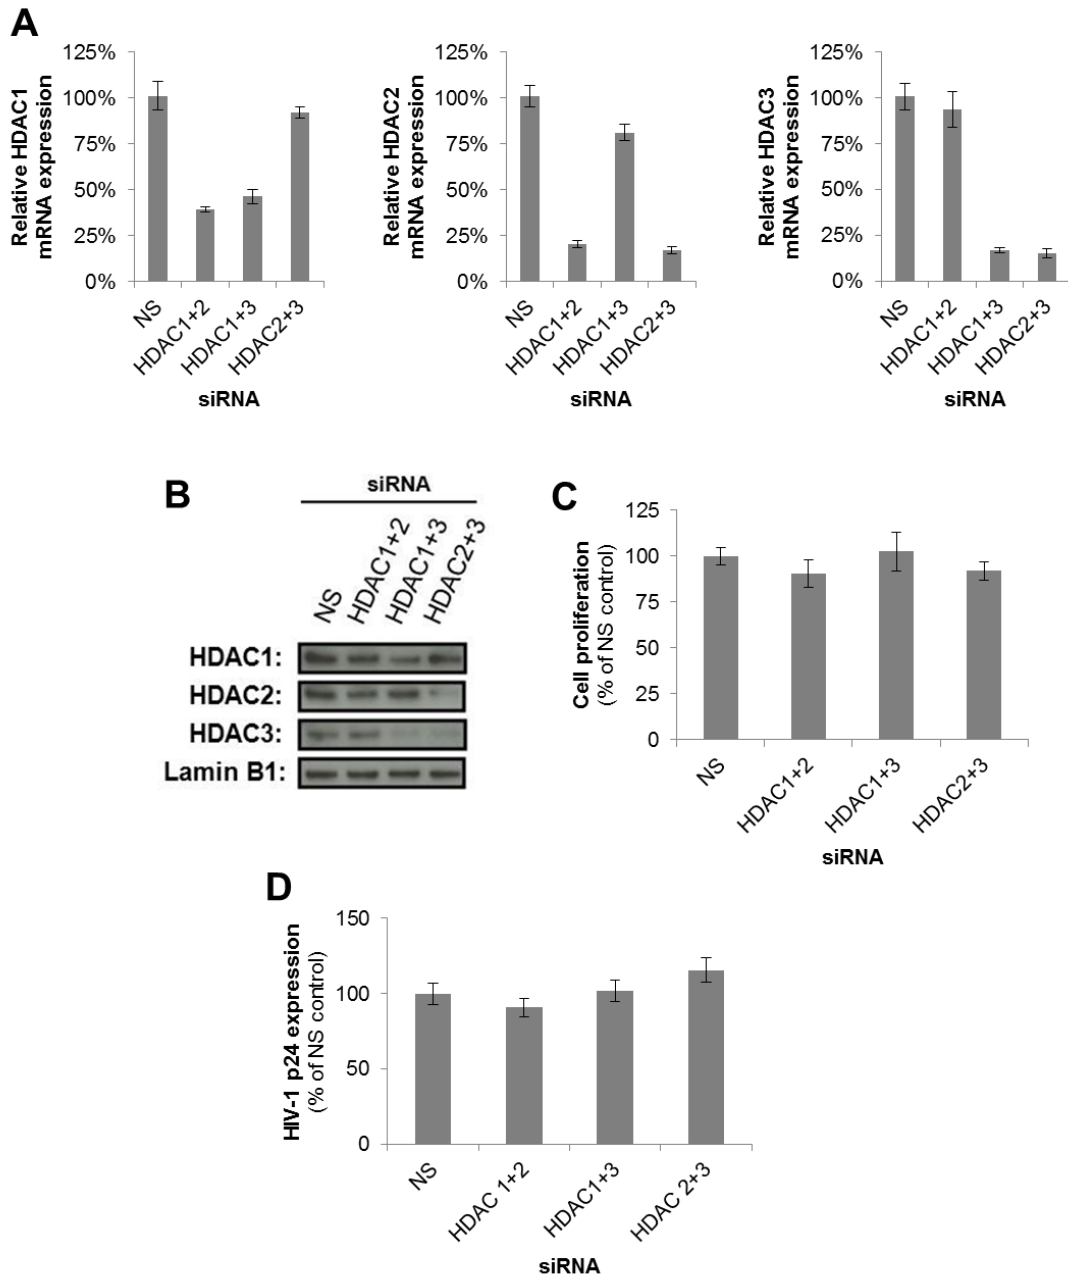 A
Relative HDAC1
mRNA expression
125%
100%
75%
50%
25%
0%
NS
HDAC1+2
HDAC1+3
HDAC2+3
siRNA
Relative HDAC2
mRNA expression
125%
100%
75%
50%
25%
0%
NS
HDAC1+2
HDAC1+3
HDAC2+3
siRNA
Relative HDAC3
mRNA expression
125%
100%
75%
50%
25%
0%
NS
HDAC1+2
HDAC1+3
HDAC2+3
siRNA
B
siRNA
NS
HDAC1+2
HDAC1+3
HDAC2+3
HDAC1:
HDAC2:
HDAC3:
Lamin B1:
C
Cell proliferation
(% of NS control)
125
100
75
50
25
0
NS
HDAC1+2
HDAC1+3
HDAC2+3
siRNA
D
HIV-1 p24 expression
(% of NS control)
150
100
50
0
NS
HDAC 1+2
HDAC1+3
HDAC 2+3
siRNA